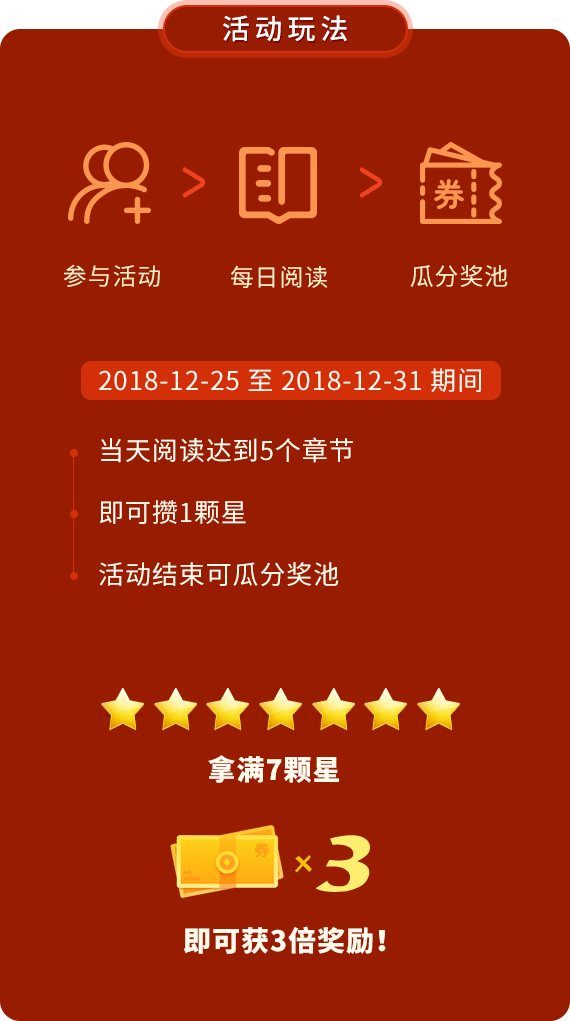 活动玩法
券
参与活动 每日阅读 瓜分奖池
2018-12-25 至 2018-12-31 期间
当天阅读达到5个章节
即可攒1颗星
活动结束可瓜分奖池
拿满7颗星
券
×3
即可获3倍奖励!